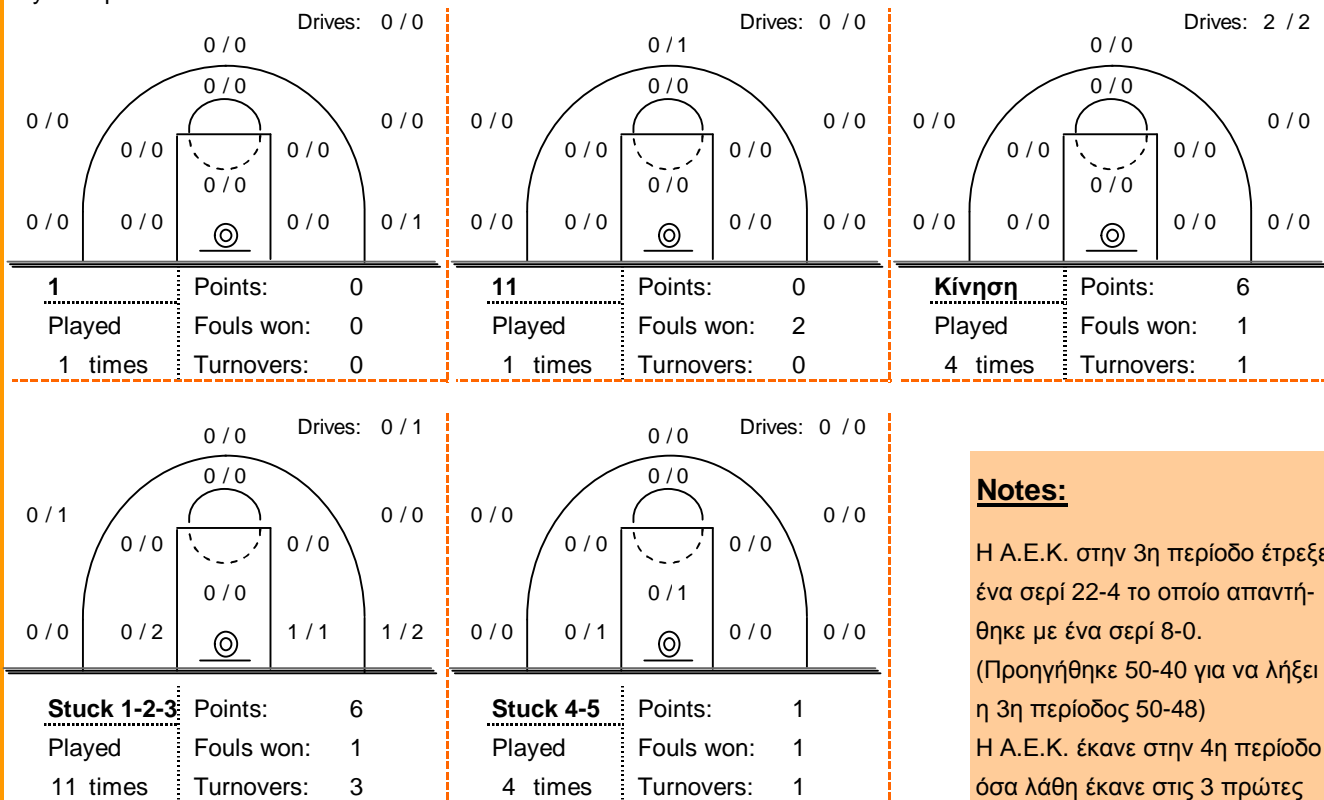 Drives: 0 / 0
0 / 0
0 / 0
0 / 0 0 / 0
0 / 0 0 / 0
0 / 0
0 / 0 0 / 0 0 / 0 0 / 1
1 Points: 0
Played Fouls won: 0
1 times Turnovers: 0
Drives: 0 / 0
0 / 1
0 / 0
0 / 0 0 / 0
0 / 0 0 / 0
0 / 0
0 / 0 0 / 0 0 / 0 0 / 0
11 Points: 0
Played Fouls won: 2
1 times Turnovers: 0
Drives: 2 / 2
0 / 0
0 / 0
0 / 0 0 / 0
0 / 0 0 / 0
0 / 0
0 / 0 0 / 0 0 / 0 0 / 0
Κίνηση Points: 6
Played Fouls won: 1
4 times Turnovers: 1
Drives: 0 / 1
0 / 0
0 / 0
0 / 1 0 / 0
0 / 0 0 / 0
0 / 0
0 / 0 0 / 2 1 / 1 1 / 2
Stuck 1-2-3 Points: 6
Played Fouls won: 1
11 times Turnovers: 3
Drives: 0 / 0
0 / 0
0 / 0
0 / 0 0 / 0
0 / 0 0 / 0
0 / 1
0 / 0 0 / 1 0 / 0 0 / 0
Stuck 4-5 Points: 1
Played Fouls won: 1
4 times Turnovers: 1
Notes:
Η Α.Ε.Κ. στην 3η περίοδο έτρεξε
ένα σερί 22-4 το οποίο απαντή-
θηκε με ένα σερί 8-0.
(Προηγήθηκε 50-40 για να λήξει
η 3η περίοδος 50-48)
Η Α.Ε.Κ. έκανε στην 4η περίοδο
όσα λάθη έκανε στις 3 πρώτες